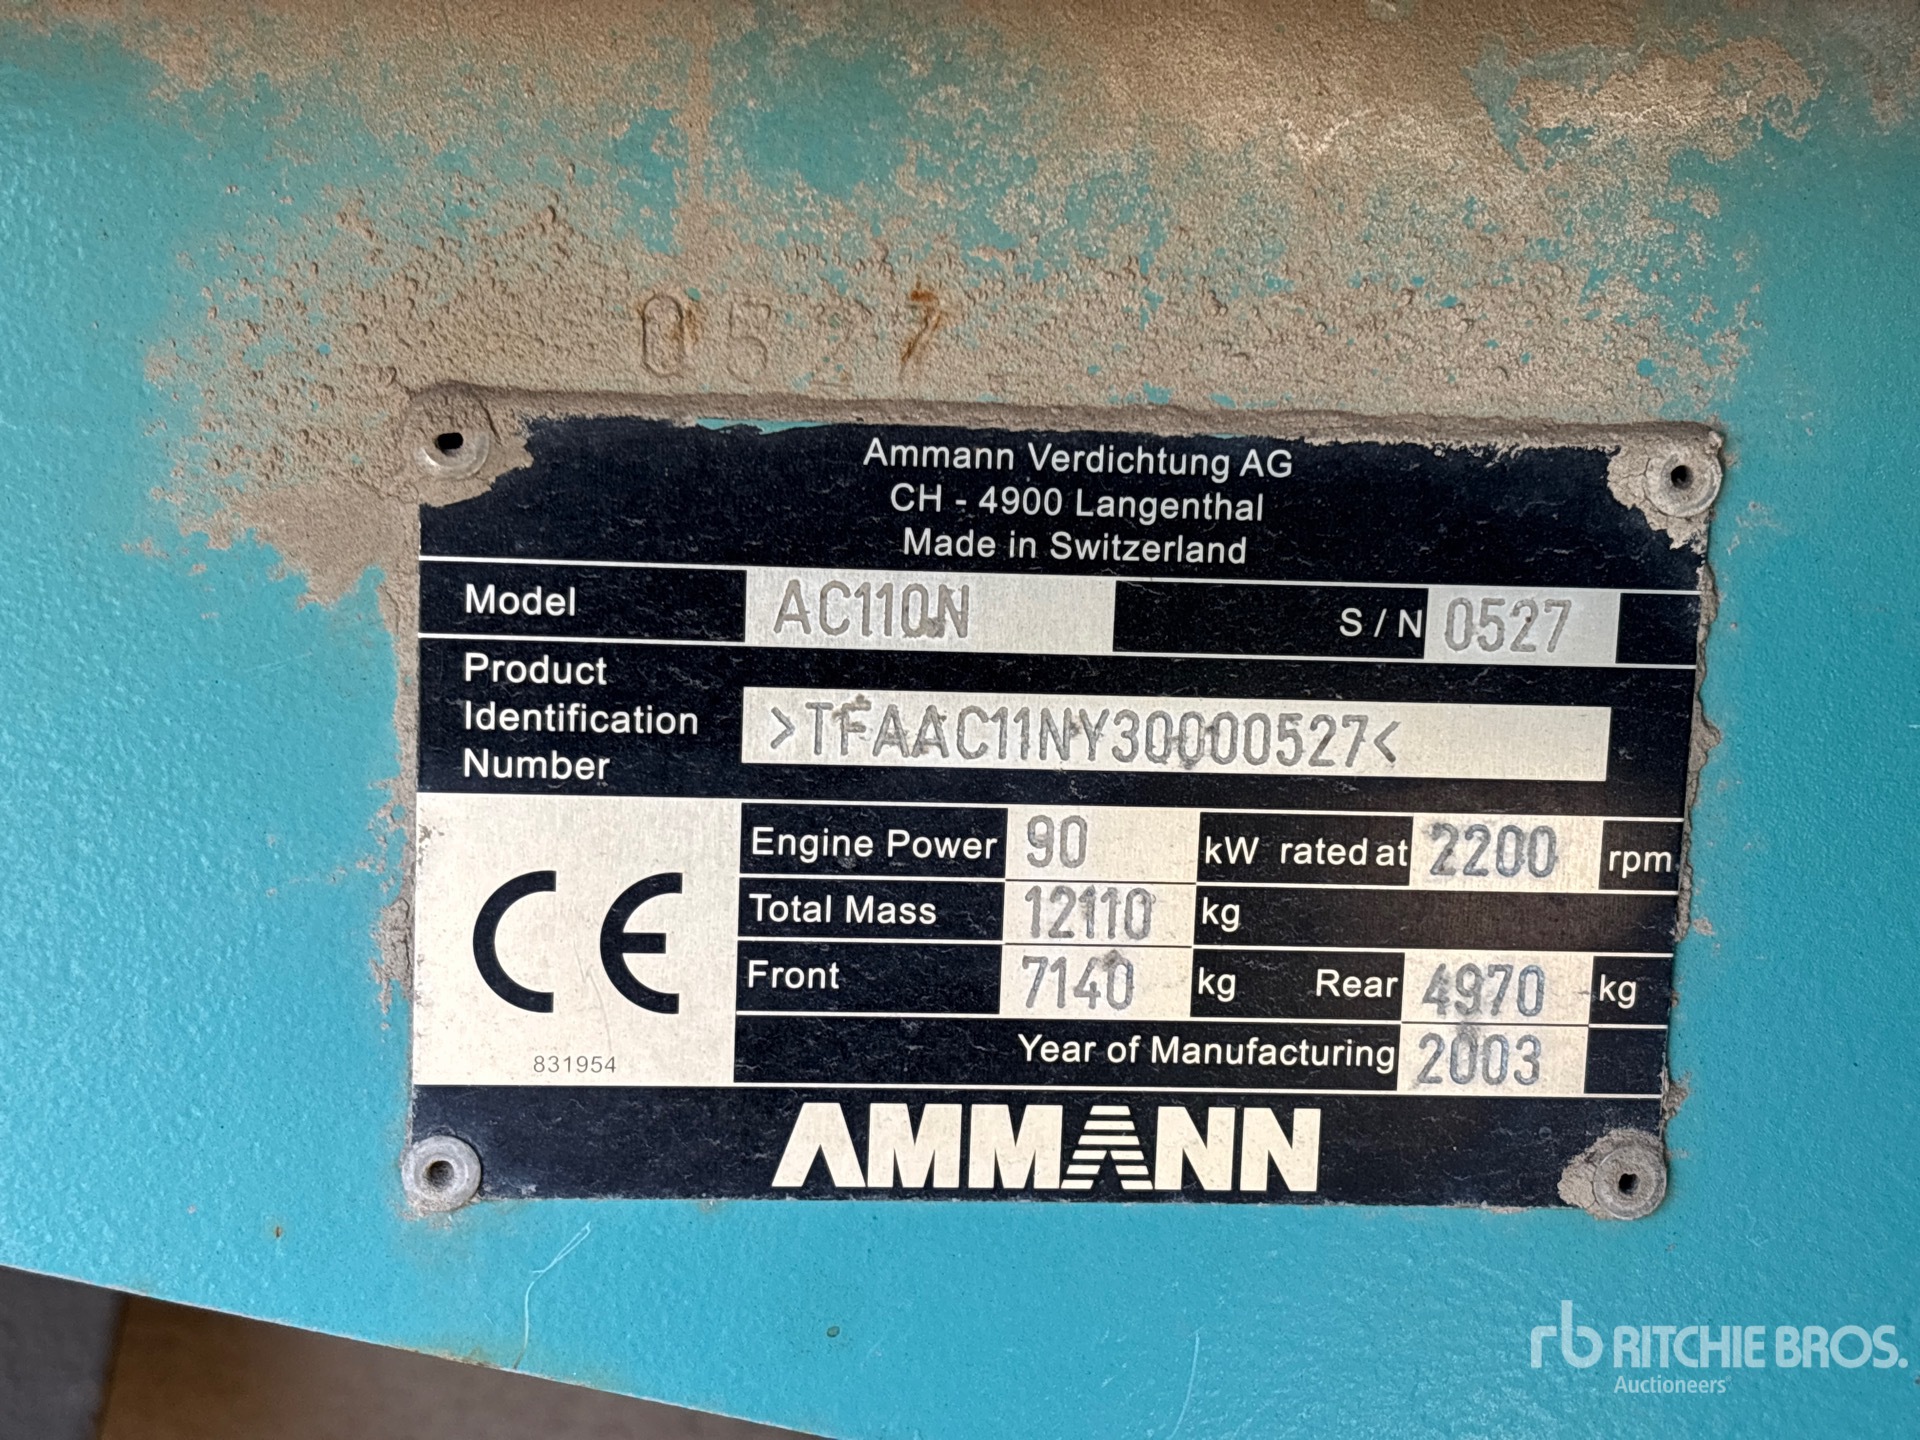 0527
Ammann Verdichtung AG
CH - 4900 Langenthal
Made in Switzerland
Model AC110N S / N 0527
Product
Identification
Number
>TFAAC11NY30000527<
Engine Power 90 kW rated at 2200 rpm
Total Mass 12110 kg
Front 7140 kg Rear 4970 kg
Year of Manufacturing 2003
CE
831954
AMMANN
rb RITCHIE BROS.
Auctioneers